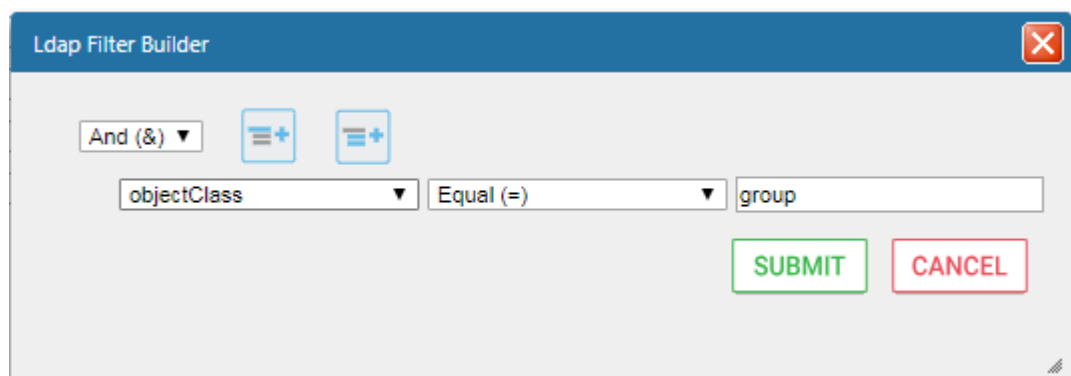 Ldap Filter Builder
And (&)
objectClass Equal (=) group
SUBMIT CANCEL